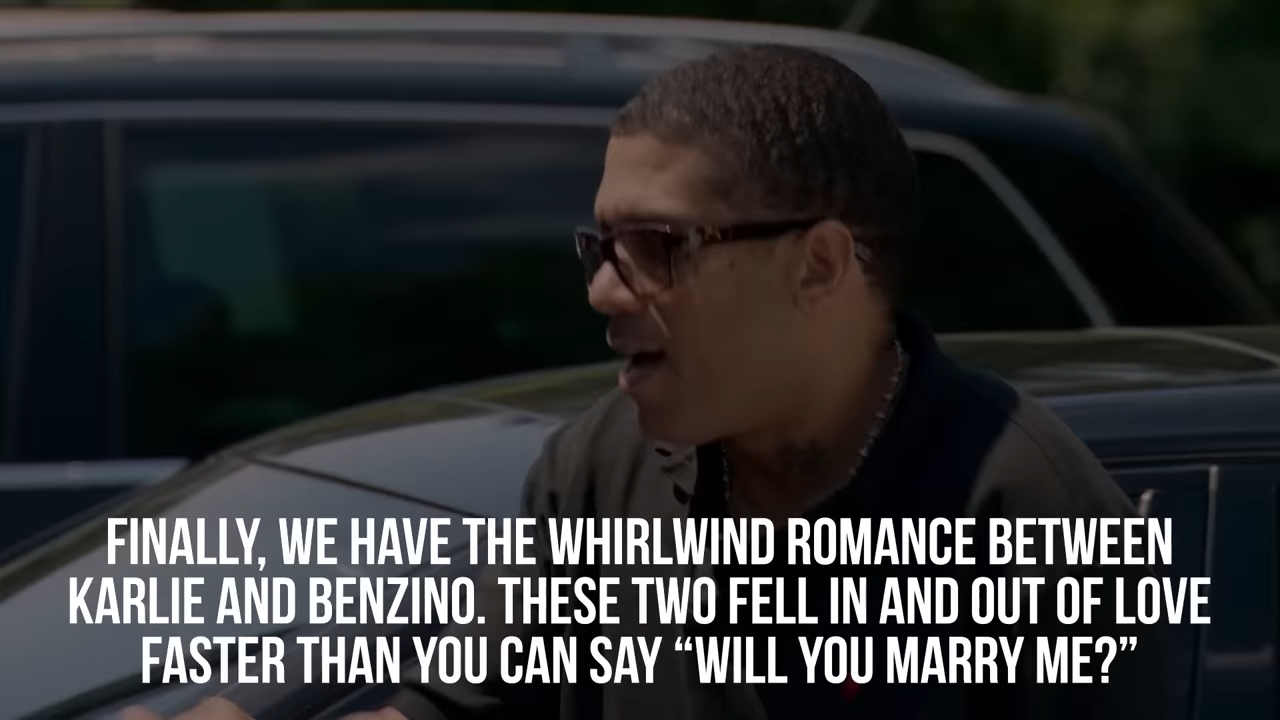 FINALLY, WE HAVE THE WHIRLWIND ROMANCE BETWEEN
KARLIE AND BENZINO. THESE TWO FELL IN AND OUT OF LOVE
FASTER THAN YOU CAN SAY “WILL YOU MARRY ME?”